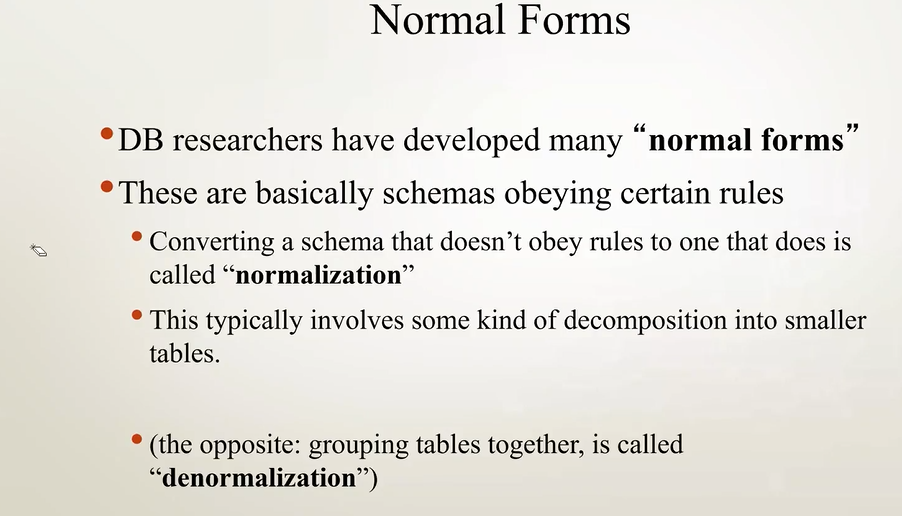 Normal Forms
•DB researchers have developed many “normal forms”
•These are basically schemas obeying certain rules
•Converting a schema that doesn’t obey rules to one that does is
called “normalization”
•This typically involves some kind of decomposition into smaller
tables.
•(the opposite: grouping tables together, is called
“denormalization”)